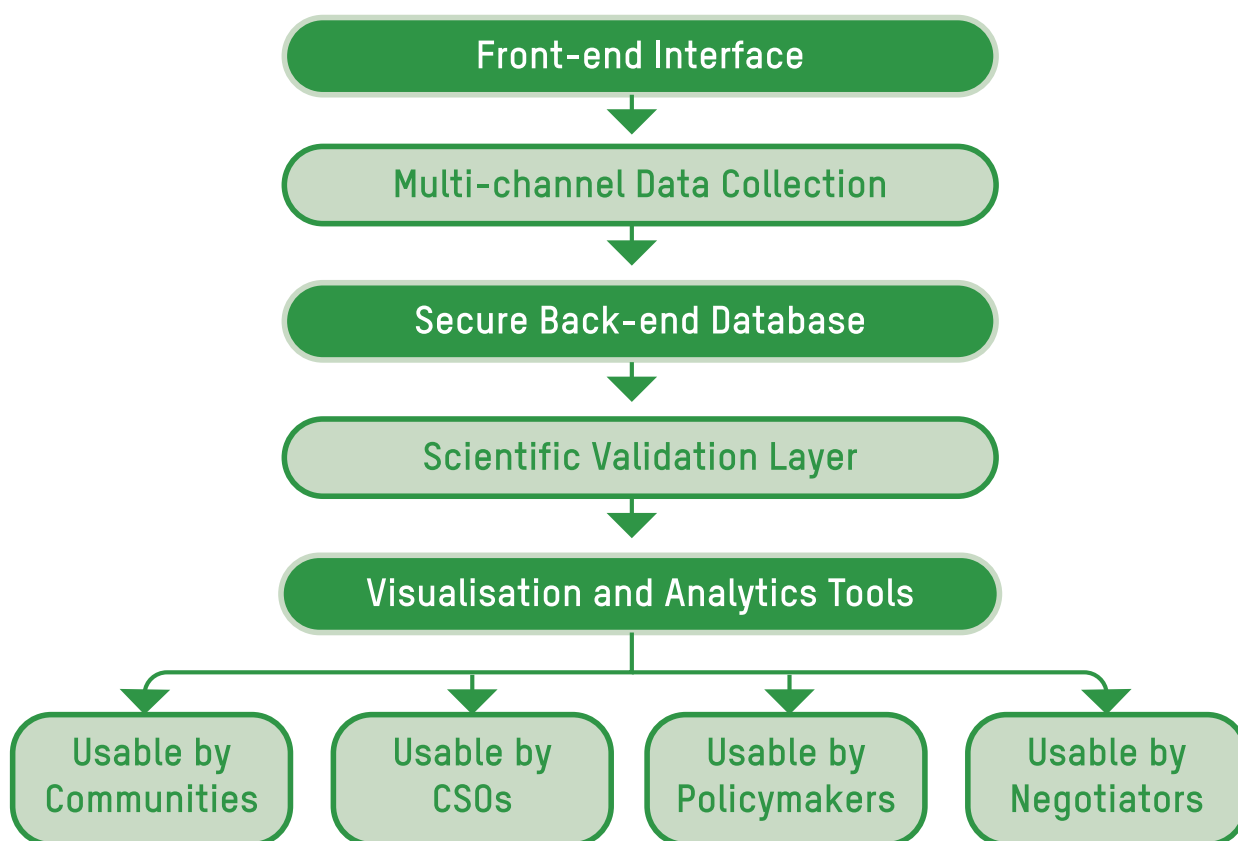 Front-end Interface
Multi-channel Data Collection
Secure Back-end Database
Scientific Validation Layer
Visualisation and Analytics Tools
Usable by
Communities
Usable by
CSOs
Usable by
Policymakers
Usable by
Negotiators